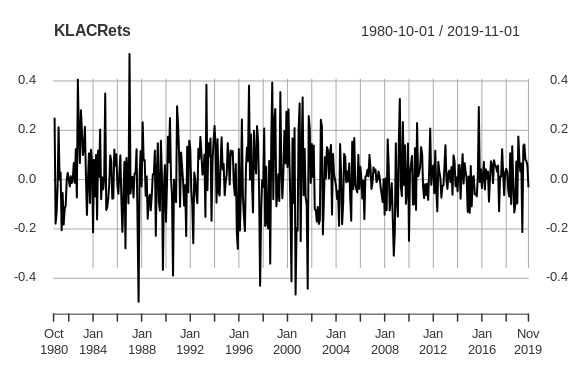 KLACRets 1980-10-01 / 2019-11-01
0.4 0.4
0.2 0.2
0.0 0.0
-0.2 -0.2
-0.4 -0.4
Oct Jan Jan Jan Jan Jan Jan Jan Jan Jan Nov
1980 1984 1988 1992 1996 2000 2004 2008 2012 2016 2019